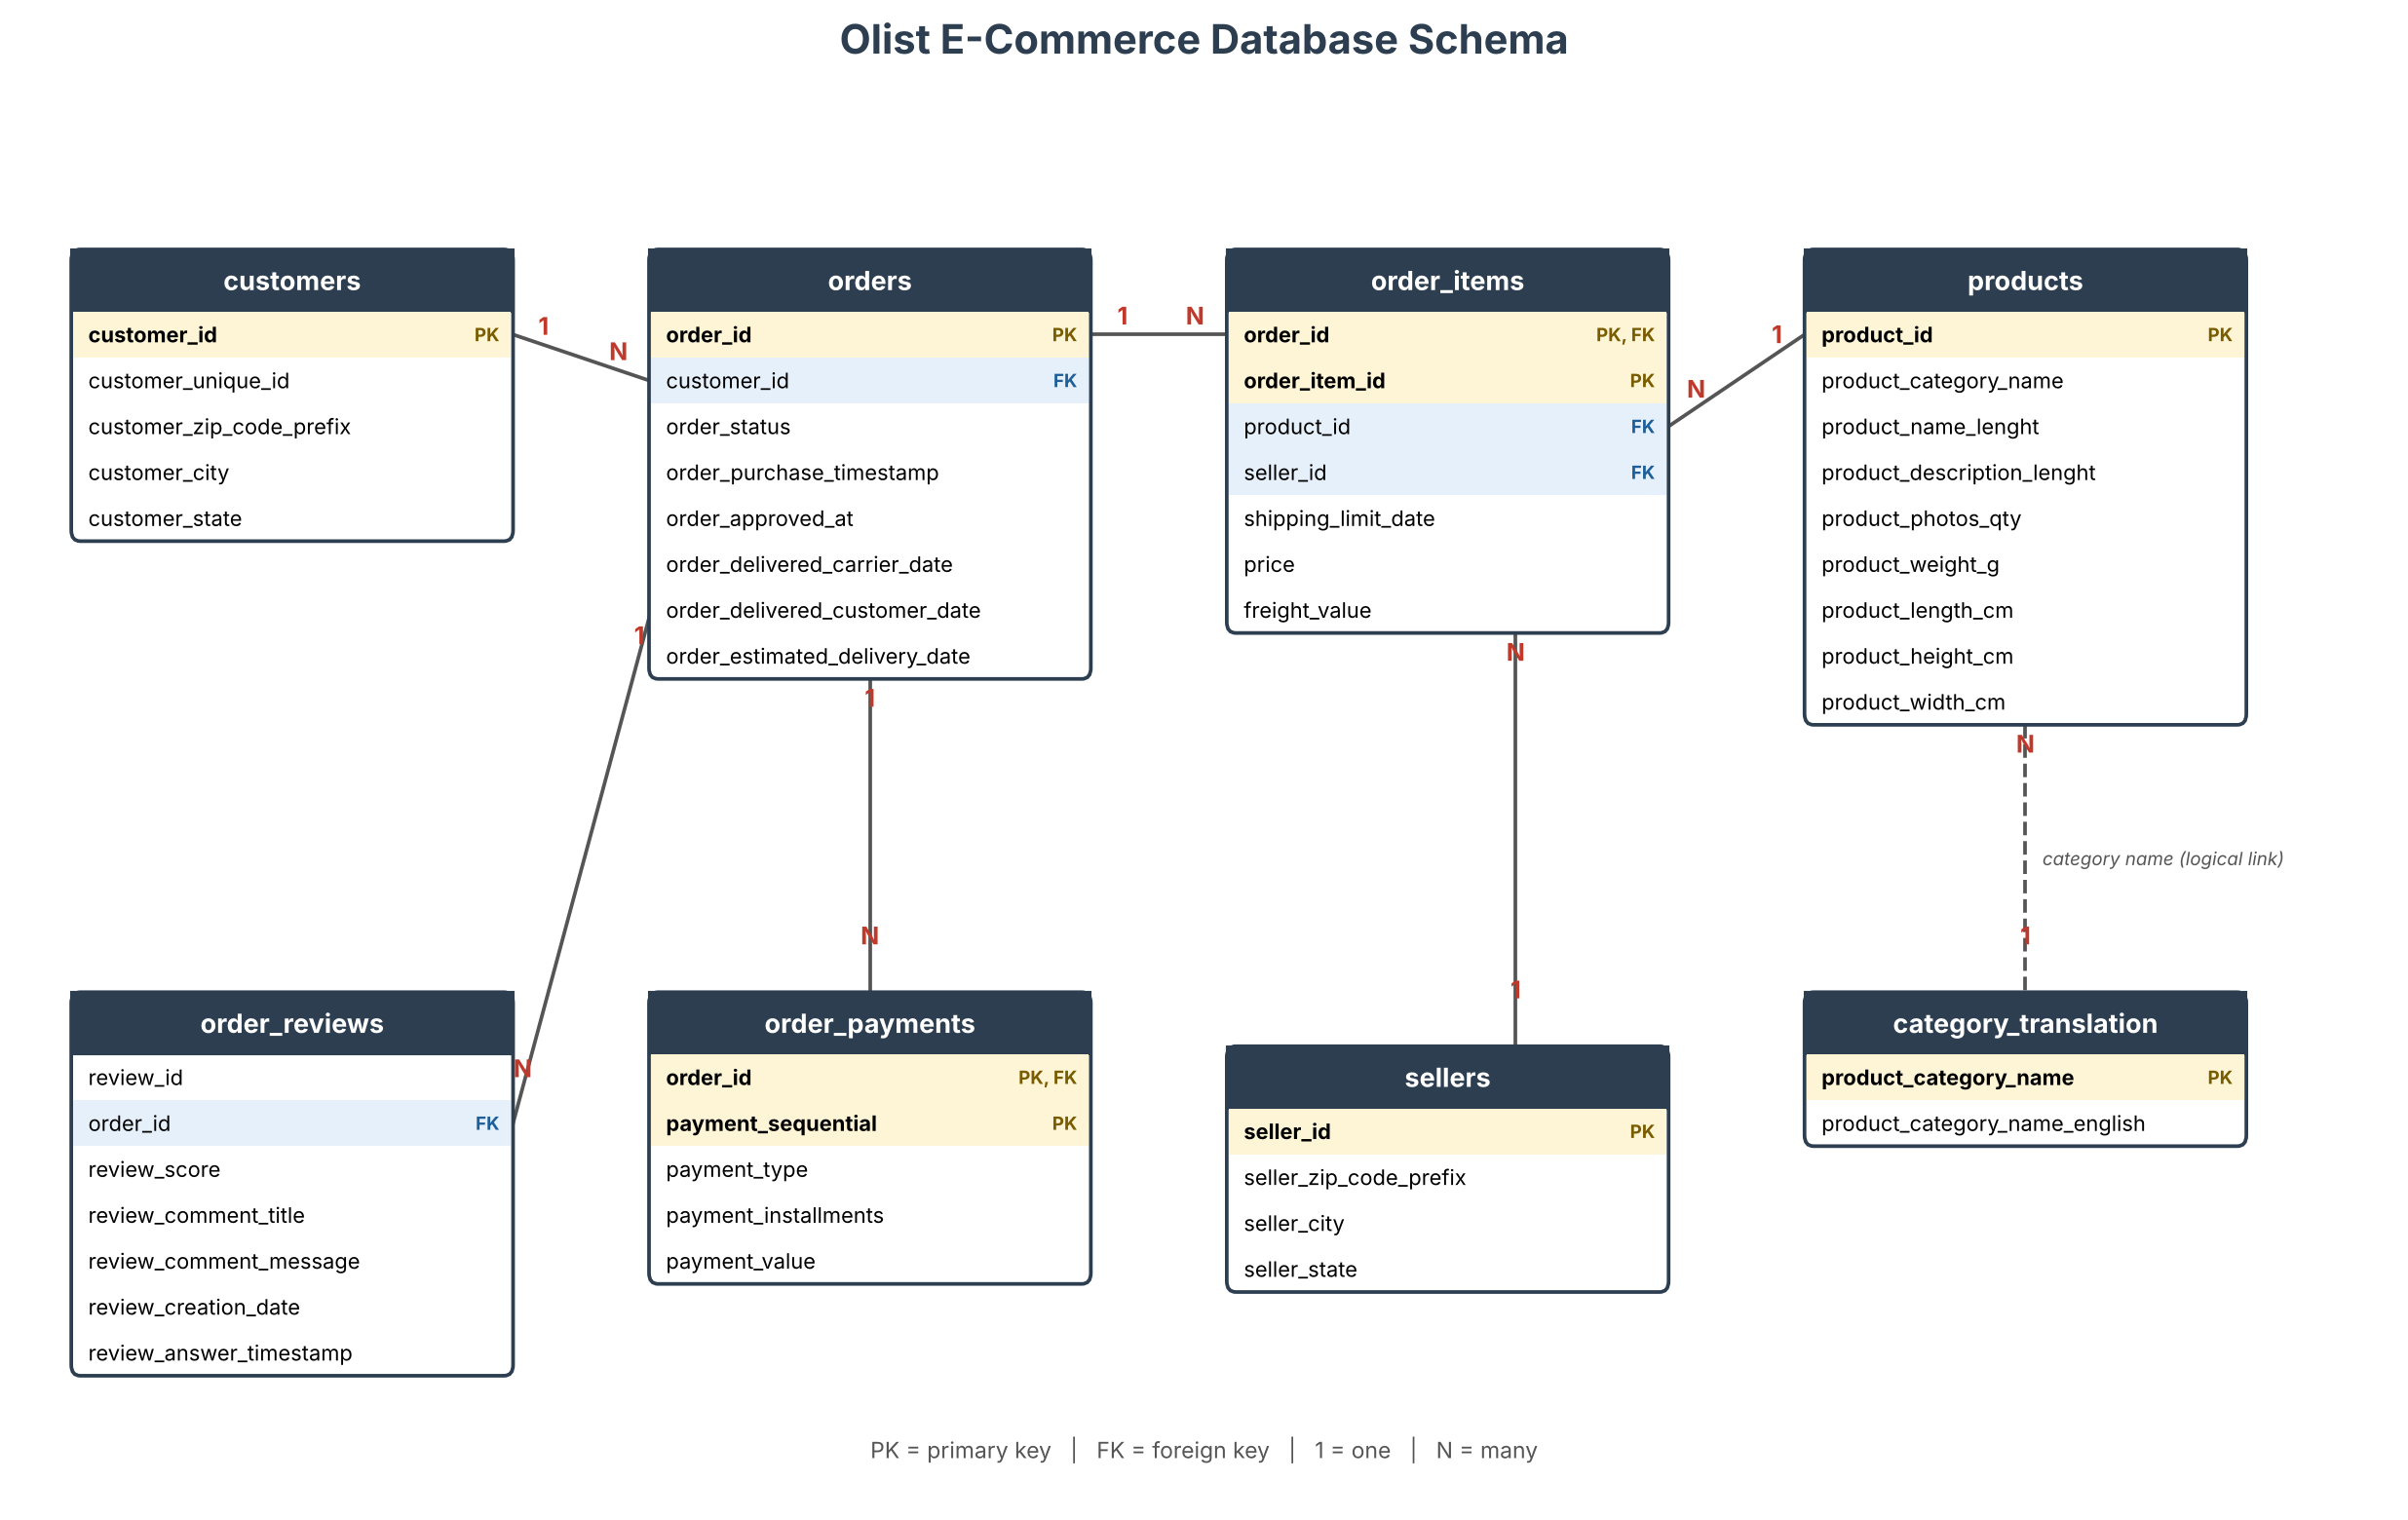 Olist E-Commerce Database Schema
customers
customer_id PK
customer_unique_id
customer_zip_code_prefix
customer_city
customer_state
1
N
orders
order_id PK
customer_id FK
order_status
order_purchase_timestamp
order_approved_at
order_delivered_carrier_date
order_delivered_customer_date
order_estimated_delivery_date
1 N
order_items
order_id PK, FK
order_item_id PK
product_id FK
seller_id FK
shipping_limit_date
price
freight_value
1
N
products
product_id PK
product_category_name
product_name_lenght
product_description_lenght
product_photos_qty
product_weight_g
product_length_cm
product_height_cm
product_width_cm
1
1
N
N
category name (logical link)
N
1
1
order_reviews
review_id
order_id FK
review_score
review_comment_title
review_comment_message
review_creation_date
review_answer_timestamp
N
order_payments
order_id PK, FK
payment_sequential PK
payment_type
payment_installments
payment_value
sellers
seller_id PK
seller_zip_code_prefix
seller_city
seller_state
category_translation
product_category_name PK
product_category_name_english
PK = primary key | FK = foreign key | 1 = one | N = many